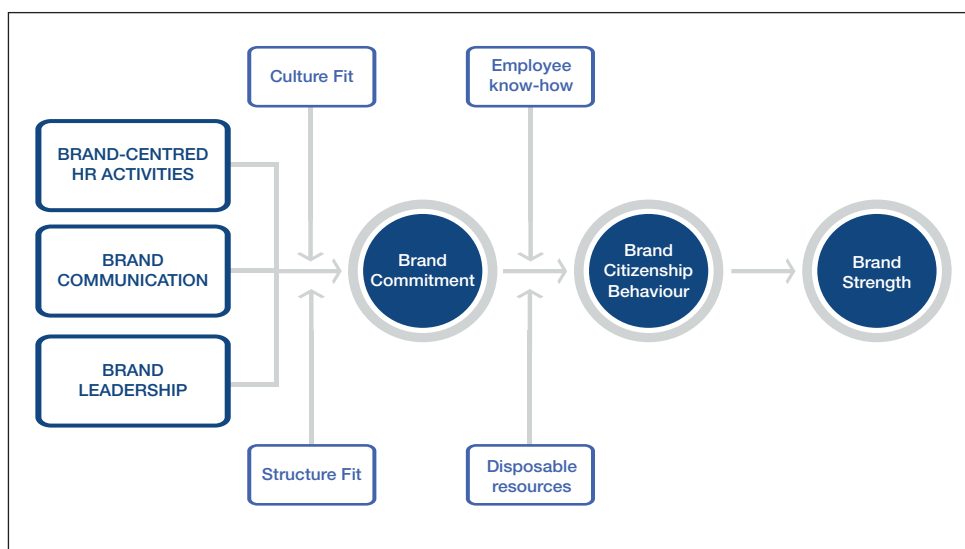 Culture Fit
Employee
know-how
BRAND-CENTRED
HR ACTIVITIES
BRAND
COMMUNICATION
BRAND
LEADERSHIP
Brand
Commitment
Brand
Citizenship
Behaviour
Brand
Strength
Structure Fit
Disposable
resources